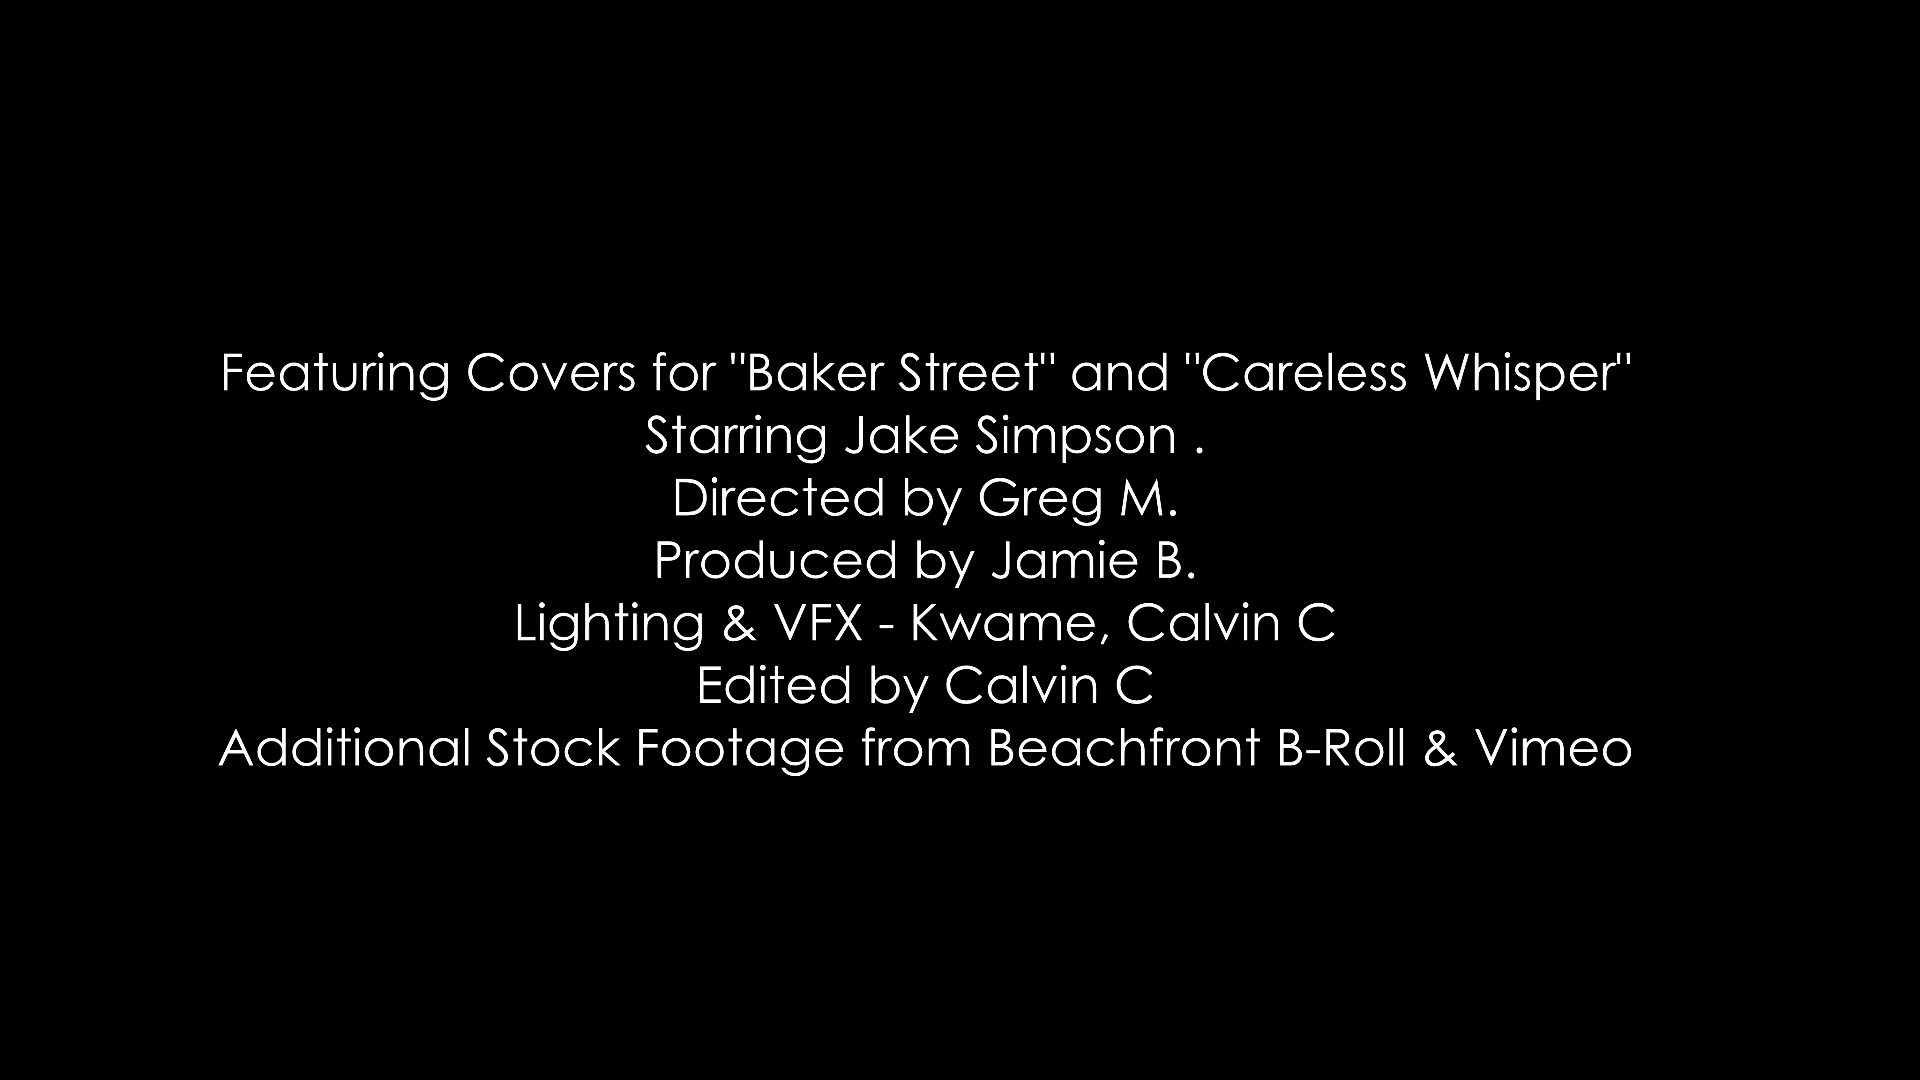 Featuring Covers for "Baker Street" and "Careless Whisper"
Starring Jake Simpson .
Directed by Greg M.
Produced by Jamie B.
Lighting & VFX - Kwame, Calvin C
Edited by Calvin C
Additional Stock Footage from Beachfront B-Roll & Vimeo